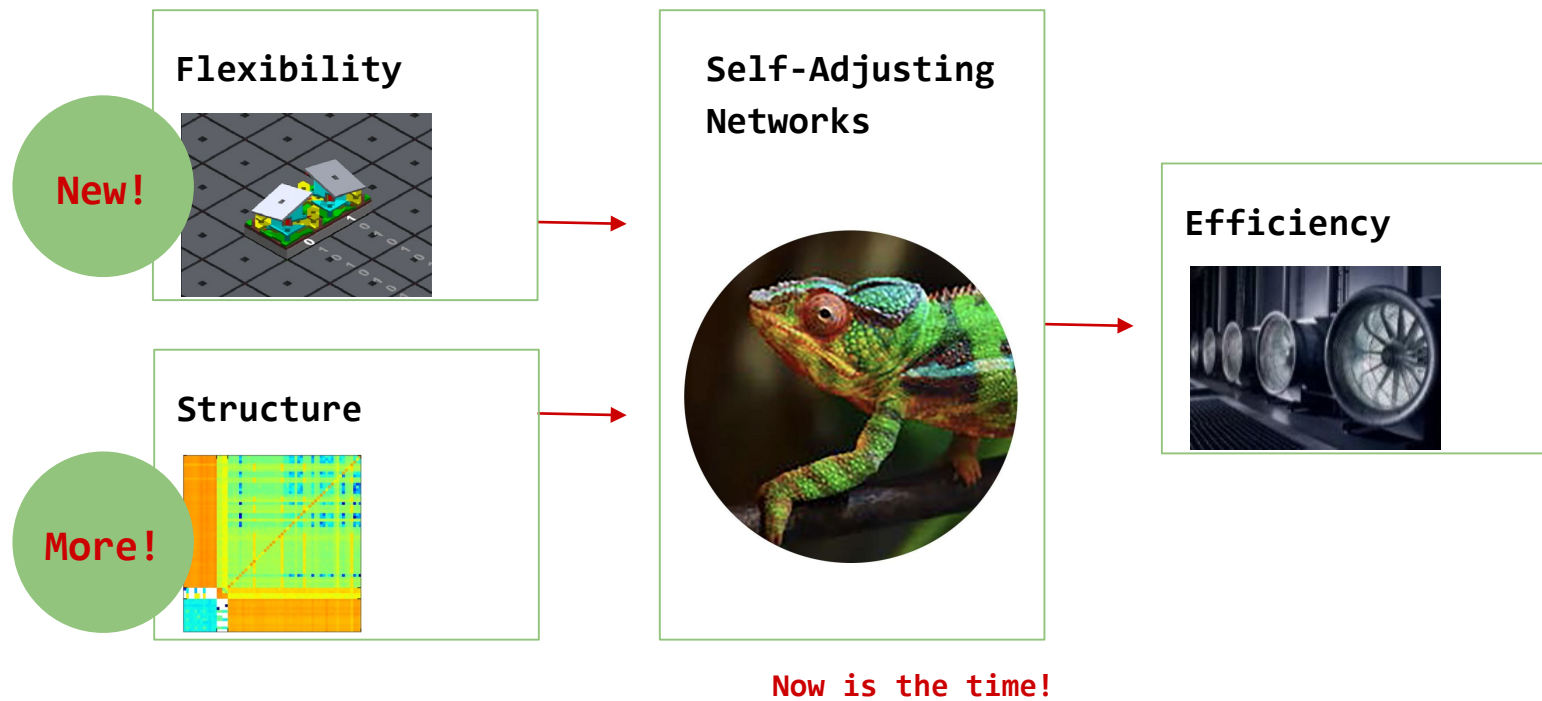 Flexibility
New!
Structure
More!
Self-Adjusting
Networks
Efficiency
Now is the time!